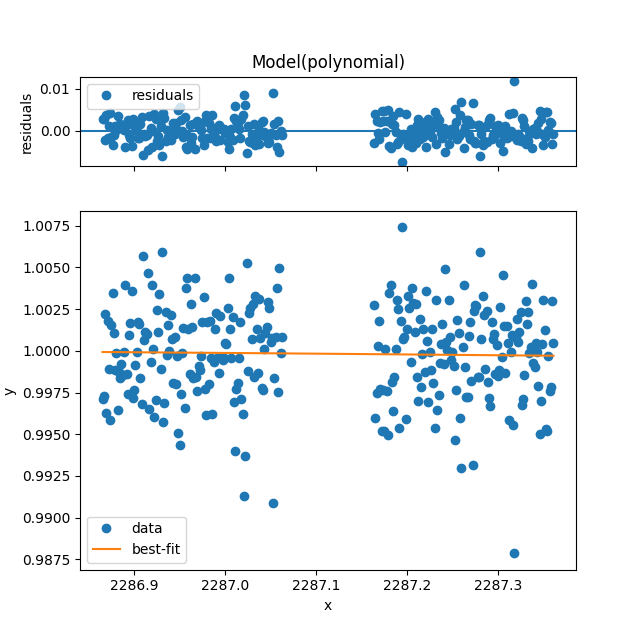 Model(polynomial)
residuals
0.01
0.00
residuals
1.0075
1.0050
1.0025
1.0000
0.9975
0.9950
0.9925
0.9900
0.9875
y
data
best-fit
2286.9 2287.0 2287.1 2287.2 2287.3
x